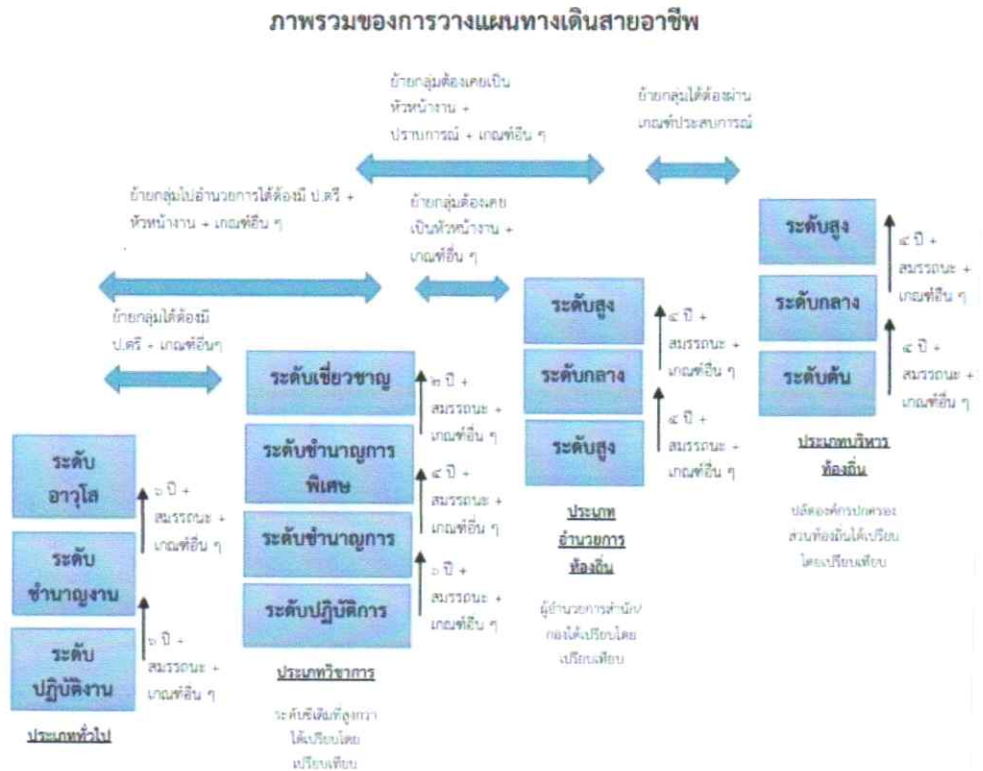 ภาพรวมของการวางแผนทางเดินสายอาชีพ
ย้ายกลุ่มต้องเคยเป็น
หัวหน้างาน +
ปราบการณ์ + เกณฑ์อื่น ๆ
ย้ายกลุ่มได้ต้องผ่าน
เกณฑ์ประสบการณ์
ย้ายกลุ่มไปอำนวยการได้ต้องมี ป.ตรี +
หัวหน้างาน + เกณฑ์อื่น ๆ
ย้ายกลุ่มต้องเคย
เป็นหัวหน้างาน +
เกณฑ์อื่น ๆ
ย้ายกลุ่มได้ต้องมี
ป.ตรี + เกณฑ์อื่นๆ
ระดับ
อาวุโส
๖ ปี +
สมรรถนะ +
เกณฑ์อื่น ๆ
ระดับ
ชำนาญงาน
๖ ปี +
สมรรถนะ +
เกณฑ์อื่น ๆ
ระดับ
ปฏิบัติงาน
ประเภททั่วไป
ระดับเชี่ยวชาญ
๒ ปี +
สมรรถนะ +
เกณฑ์อื่น ๆ
ระดับชำนาญการ
พิเศษ
๔ ปี +
สมรรถนะ +
เกณฑ์อื่น ๆ
ระดับชำนาญการ
๖ ปี +
สมรรถนะ +
เกณฑ์อื่น ๆ
ระดับปฏิบัติการ
ประเภทวิชาการ
ระดับซีเดิมที่สูงกว่า
ได้เปรียบโดย
เปรียบเทียบ
ระดับสูง
๔ ปี +
สมรรถนะ +
เกณฑ์อื่น ๆ
ระดับกลาง
๔ ปี +
สมรรถนะ +
เกณฑ์อื่น ๆ
ระดับสูง
ประเภท
อำนวยการ
ท้องถิ่น
ผู้อำนวยการสำนัก/
กองได้เปรียบโดย
เปรียบเทียบ
ระดับสูง
๔ ปี +
สมรรถนะ +
เกณฑ์อื่น ๆ
ระดับกลาง
๔ ปี +
สมรรถนะ +
เกณฑ์อื่น ๆ
ระดับต้น
ประเภทบริหาร
ท้องถิ่น
ปลัดองค์กรปกครอง
ส่วนท้องถิ่นได้เปรียบ
โดยเปรียบเทียบ